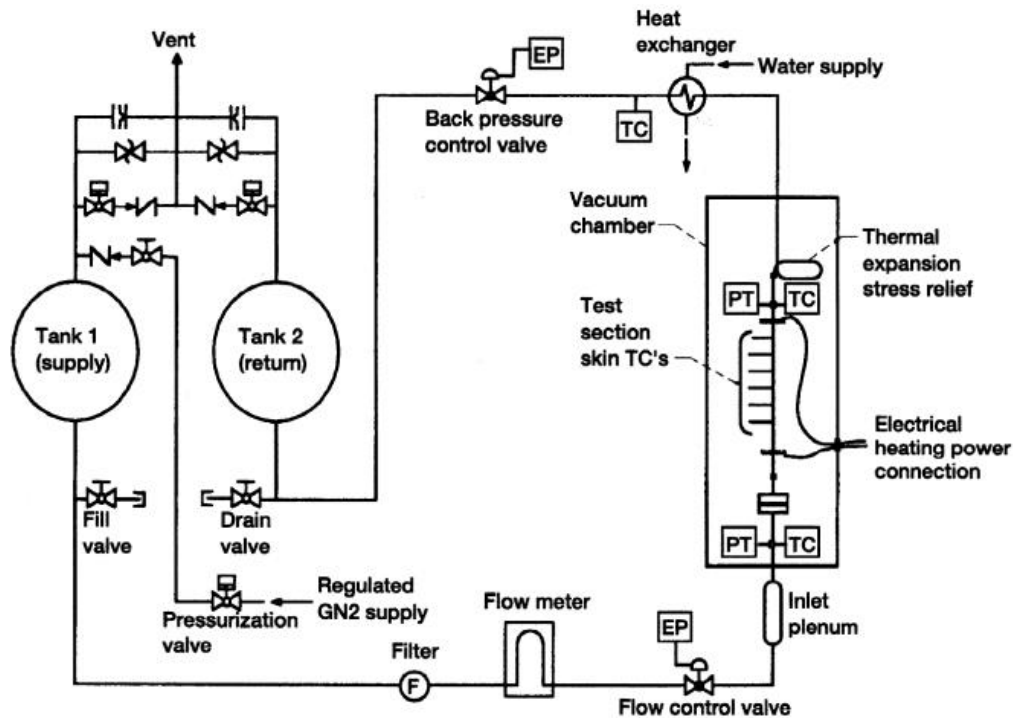 Vent
EP
Heat
exchanger
Water supply
Back pressure
control valve
TC
Vacuum
chamber
Thermal
expansion
stress relief
PT
TC
Tank 1
(supply)
Tank 2
(return)
Test
section
skin TC's
Electrical
heating power
connection
Fill
valve
Drain
valve
PT
TC
Regulated
GN2 supply
Pressurization
valve
Flow meter
Inlet
plenum
EP
Filter
F
Flow control valve